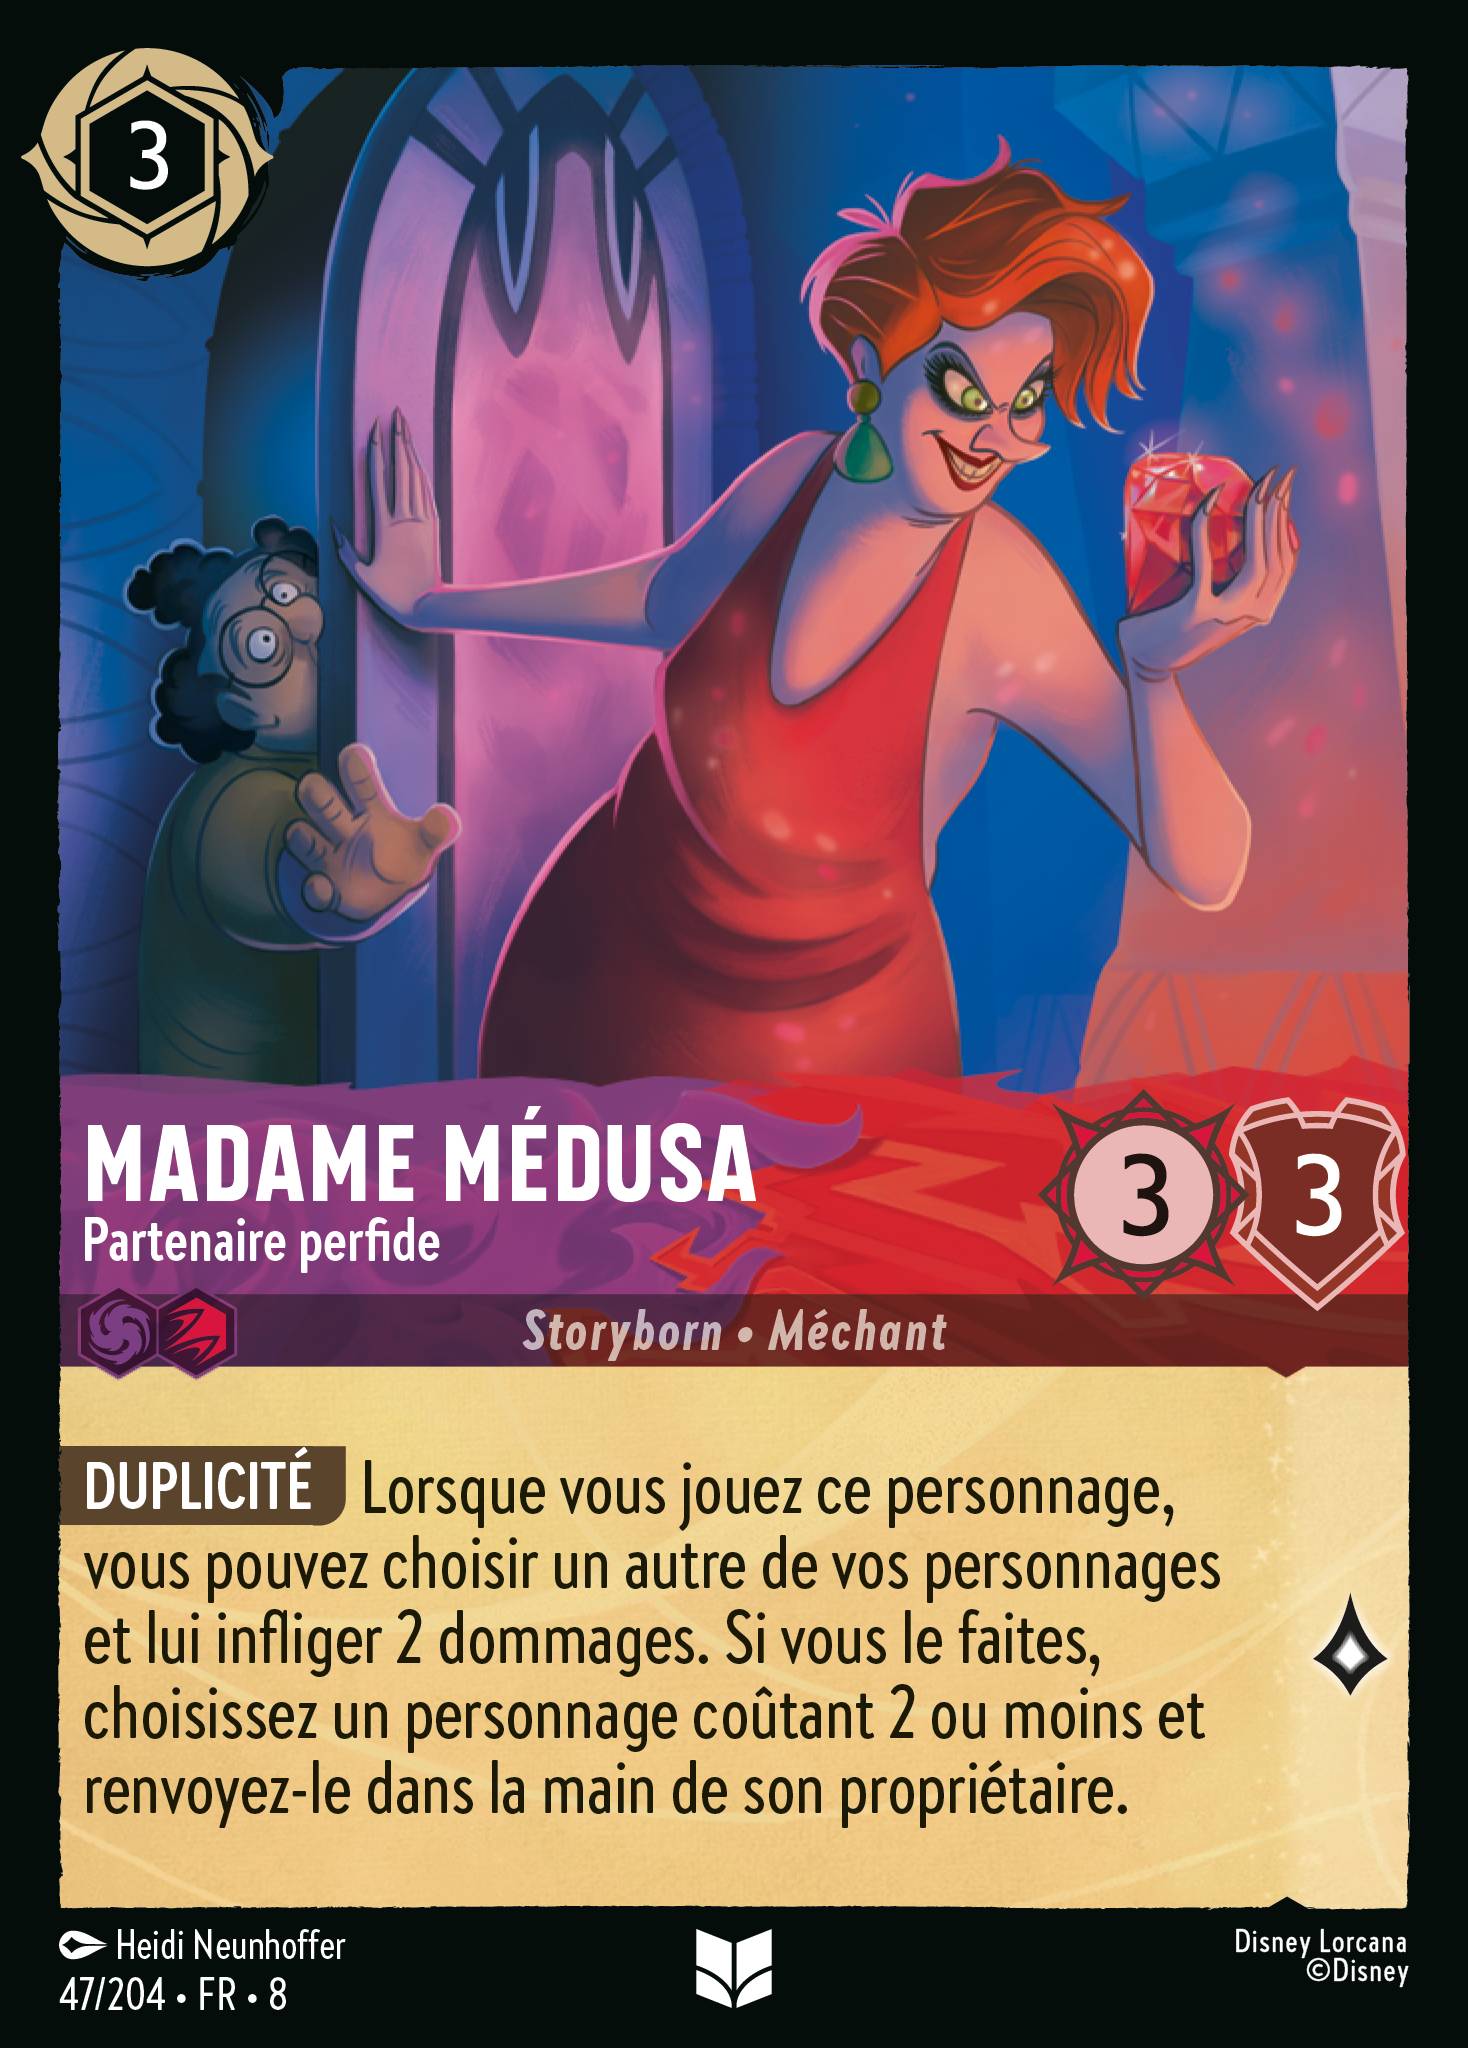 3
MADAME MÉDUSA
Partenaire perfide
3
3
Storyborn • Méchant
DUPLICITÉ Lorsque vous jouez ce personnage,
vous pouvez choisir un autre de vos personnages
et lui infliger 2 dommages. Si vous le faites,
choisissez un personnage coûtant 2 ou moins et
renvoyez-le dans la main de son propriétaire.
Heidi Neunhoffer
47/204 • FR • 8
Disney Lorcana
©Disney